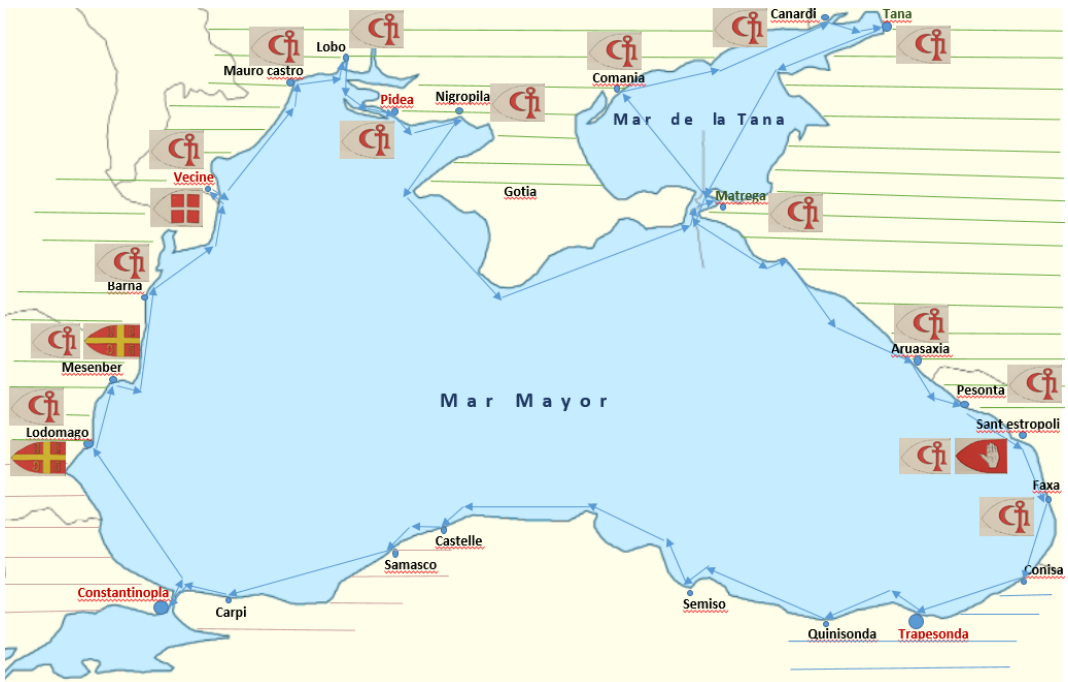 Canardi
Tana
Lobo
Mauro castro
Comania
Pidea
Nigropila
Mar de la Tana
Vecine
Gotia
Matrega
Barna
Aruasaxia
Mesenber
Pesonta
Mar Mayor
Sant estropoli
Lodomago
Faxa
Castelle
Samasco
Conisa
Constantinopla
Carpi
Semiso
Quinisonda
Trapesonda